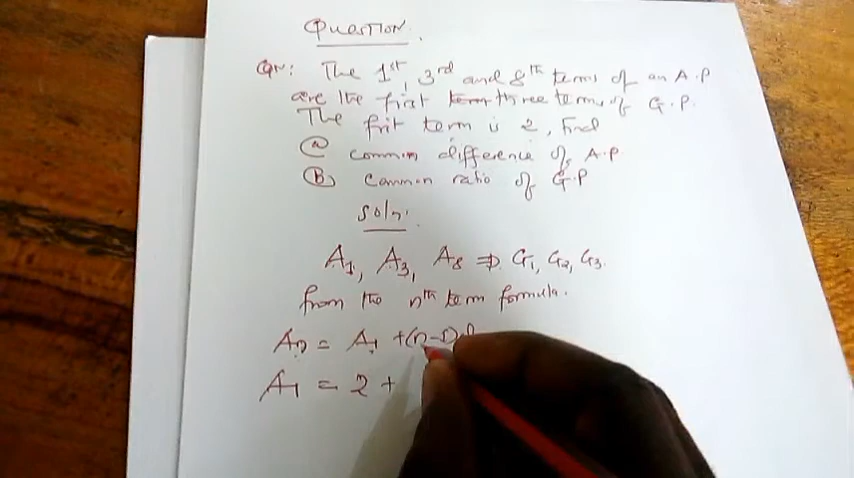 QUESTION.
QN: The 1st, 3rd and 8th terms of an A.P
are the first three terms of G.P.
The frit term is 2, Find
(a) common difference of A.P
(b) common ratio of G.P
Soln:
A1, A3, A8 ⇒ G1, G2, G3.
from the nth term formula.
An = A1 + (n-1)d
A1 = 2 +